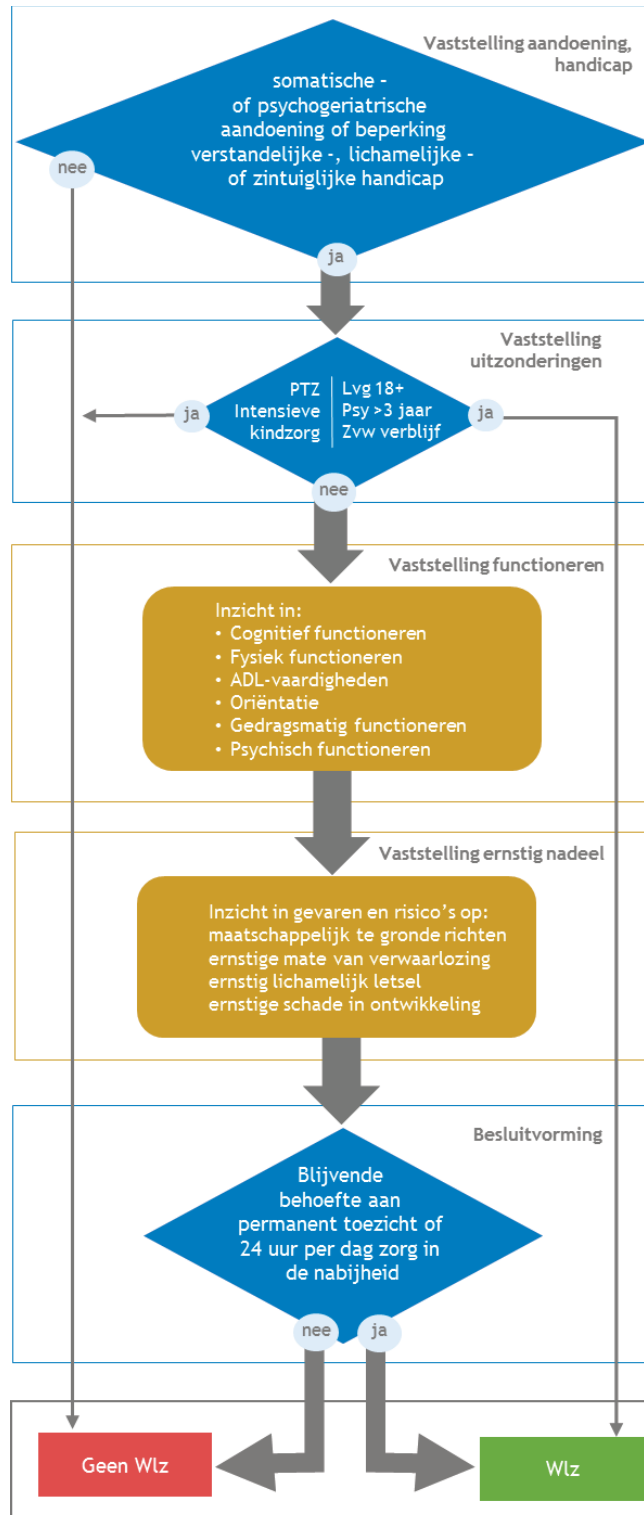 Vaststelling aandoening,
handicap
somatische –
of psychogeriatrische
aandoening of beperking
verstandelijke -, lichamelijke –
of zintuiglijke handicap
nee
ja
Vaststelling
uitzonderingen
PTZ
Intensieve
kindzorg
Lvg 18+
Psy >3 jaar
Zvw verblijf
ja
ja
nee
Vaststelling functioneren
Inzicht in:
• Cognitief functioneren
• Fysiek functioneren
• ADL-vaardigheden
• Oriëntatie
• Gedragsmatig functioneren
• Psychisch functioneren
Vaststelling ernstig nadeel
Inzicht in gevaren en risico’s op:
maatschappelijk te gronde richten
ernstige mate van verwaarlozing
ernstig lichamelijk letsel
ernstige schade in ontwikkeling
Besluitvorming
Blijvende
behoefte aan
permanent toezicht of
24 uur per dag zorg in
de nabijheid
nee
ja
Geen Wlz
Wlz